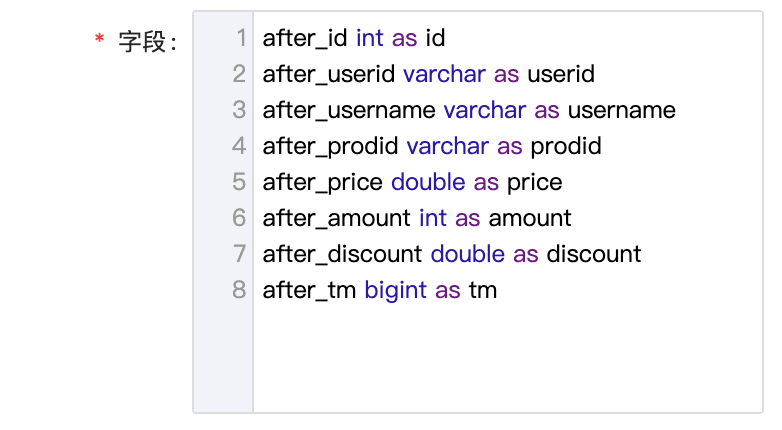 * 字段:
1 after_id int as id
2 after_userid varchar as userid
3 after_username varchar as username
4 after_prodid varchar as prodid
5 after_price double as price
6 after_amount int as amount
7 after_discount double as discount
8 after_tm bigint as tm